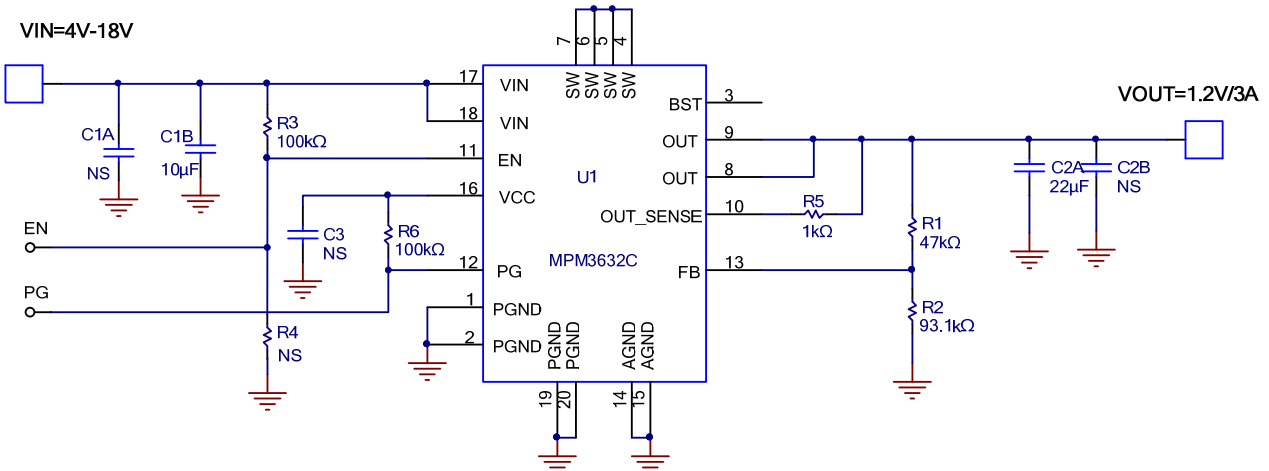 VIN=4V-18V
7
6
5
4
SW
SW
SW
SW
17
VIN
BST
3
VOUT=1.2V/3A
C1A
NS
C1B
10µF
R3
100kΩ
18
VIN
OUT
9
11
EN
U1
OUT
8
C2A
22µF
C2B
NS
16
VCC
OUT_SENSE
10
R5
1kΩ
EN
C3
NS
R6
100kΩ
R1
47kΩ
MPM3632C
12
PG
FB
13
PG
1
PGND
R2
93.1kΩ
R4
NS
2
PGND
PGND
PGND
AGND
AGND
19
20
14
15